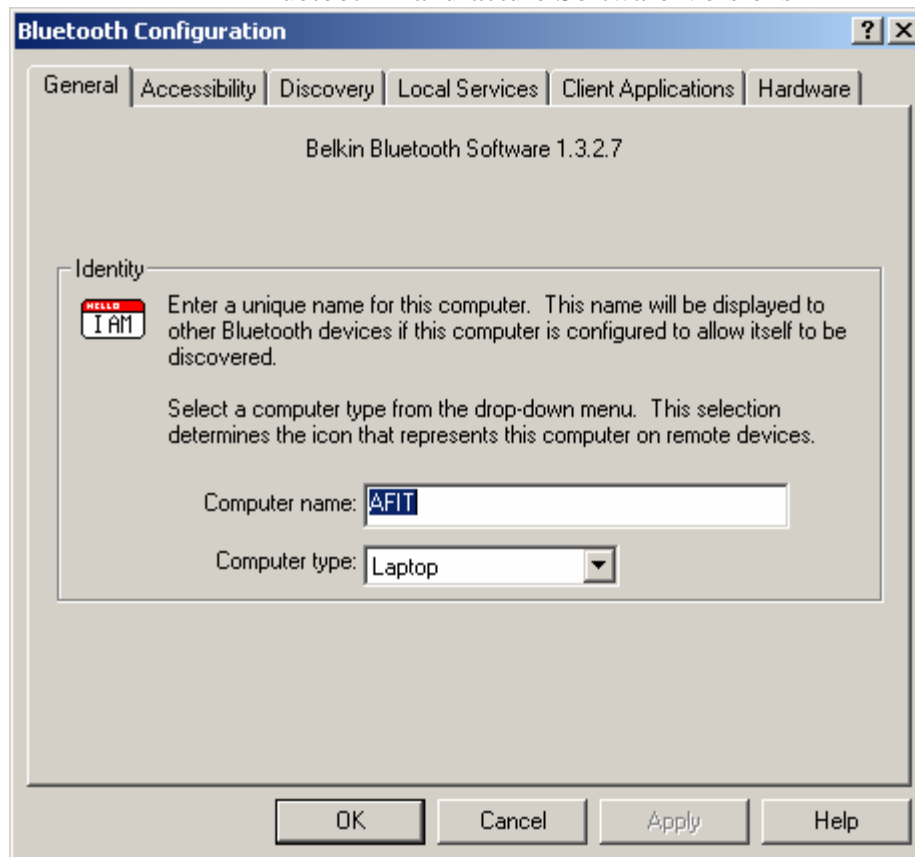 Bluetooth Configuration
General Accessibility Discovery Local Services Client Applications Hardware
Belkin Bluetooth Software 1.3.2.7
Identity
HELLO
I AM
Enter a unique name for this computer. This name will be displayed to
other Bluetooth devices if this computer is configured to allow itself to be
discovered.
Select a computer type from the drop-down menu. This selection
determines the icon that represents this computer on remote devices.
Computer name: AFIT
Computer type: Laptop
OK Cancel Apply Help